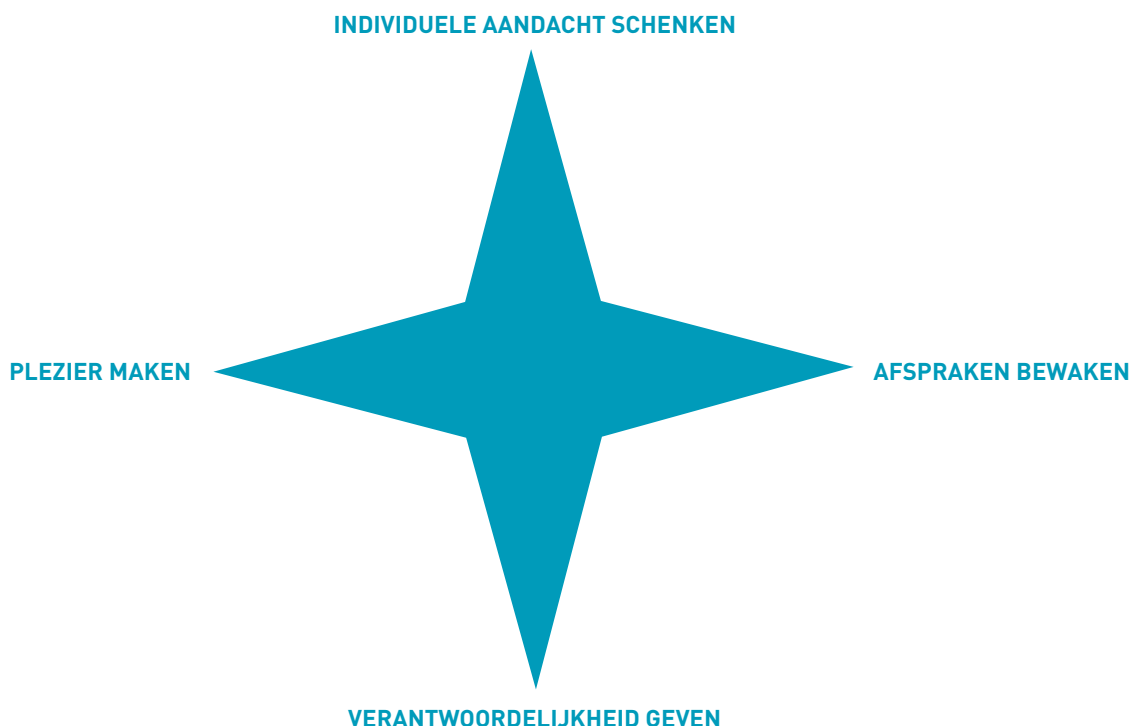 INDIVIDUELE AANDACHT SCHENKEN
PLEZIER MAKEN
AFSPRAKEN BEWAKEN
VERANTWOORDELIJKHEID GEVEN